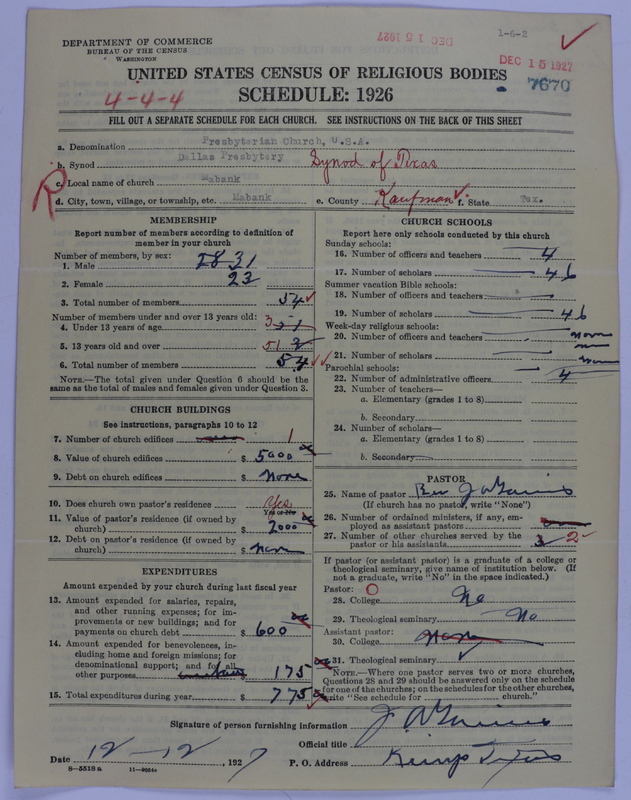 DEC 15 1927
1-6-2
DEPARTMENT OF COMMERCE
BUREAU OF THE CENSUS
WASHINGTON
DEC 15 1927
7670
UNITED STATES CENSUS OF RELIGIOUS BODIES
4-4-4
SCHEDULE: 1926
FILL OUT A SEPARATE SCHEDULE FOR EACH CHURCH. SEE INSTRUCTIONS ON THE BACK OF THIS SHEET
a. Denomination Presbyterian Church, U.S.A.
b. Synod Dallas Presbytery Synod of Texas
R
c. Local name of church Mabank
d. City, town, village, or township, etc. Mabank e. County Kaufman f. State Tex.
MEMBERSHIP
Report number of members according to definition of
member in your church
Number of members, by sex:
1. Male 28 31
2. Female 23
3. Total number of members 54
Number of members under and over 13 years old:
4. Under 13 years of age 3
5. 13 years old and over 51
6. Total number of members 54
NOTE.—The total given under Question 6 should be
same as the total of males and females given under Question 3.
CHURCH BUILDINGS
See instructions, paragraphs 10 to 12
7. Number of church edifices 1
8. Value of church edifices $ 5000
9. Debt on church edifices $ None
10. Does church own pastor's residence Yes
Yes or No
11. Value of pastor's residence (if owned by
church) $ 2000
12. Debt on pastor's residence (if owned by
church) $ none
EXPENDITURES
Amount expended by your church during last fiscal year
13. Amount expended for salaries, repairs,
and other running expenses; for im-
provements or new buildings; and for
payments on church debt $ 600
14. Amount expended for benevolences, in-
cluding home and foreign missions; for
denominational support; and for all
other purposes 175
15. Total expenditures during year $ 775
CHURCH SCHOOLS
Report here only schools conducted by this church
Sunday schools:
16. Number of officers and teachers 4
17. Number of scholars 46
Summer vacation Bible schools:
18. Number of officers and teachers
19. Number of scholars 46
Week-day religious schools:
20. Number of officers and teachers none
21. Number of scholars none
Parochial schools:
22. Number of administrative officers 4
23. Number of teachers—
a. Elementary (grades 1 to 8)
b. Secondary
24. Number of scholars—
a. Elementary (grades 1 to 8)
b. Secondary
PASTOR
25. Name of pastor Rev J
(If church has no pastor, write "None")
26. Number of ordained ministers, if any, em-
ployed as assistant pastors
27. Number of other churches served by the
pastor or his assistants 3 2
If pastor (or assistant pastor) is a graduate of a college or
theological seminary, give name of institution below. (If
not a graduate, write "No" in the space indicated.)
Pastor:
28. College No
29. Theological seminary No
Assistant pastor:
30. College None
31. Theological seminary
NOTE.—Where one pastor serves two or more churches,
Questions 28 and 29 should be answered only on the schedule
for one of the churches; on the schedules for the other churches,
write "See schedule for church."
Signature of person furnishing information J
Official title
Date 12-12, 1927 P. O. Address Kemp Texas
8-5518 a